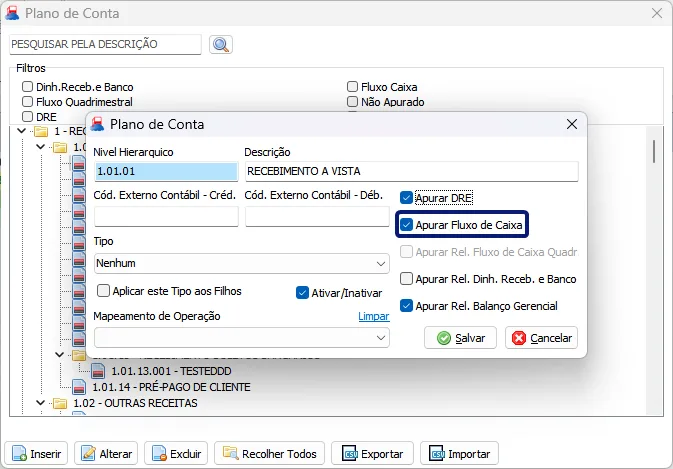 Plano de Conta
PESQUISAR PELA DESCRIÇÃO
Filtros
Dinh.Receb.e Banco
Fluxo Caixa
Fluxo Quadrimestral
Não Apurado
DRE
1 - REC
1.0
Plano de Conta
Nivel Hierarquico
Descrição
1.01.01
RECEBIMENTO A VISTA
Cód. Externo Contábil - Créd.
Cód. Externo Contábil - Déb.
Apurar DRE
Apurar Fluxo de Caixa
Apurar Rel. Fluxo de Caixa Quadr
Tipo
Nenhum
Apurar Rel. Dinh. Receb. e Banco
Aplicar este Tipo aos Filhos
Ativar/Inativar
Apurar Rel. Balanço Gerencial
Mapeamento de Operação
Limpar
Salvar
Cancelar
1.01.13.001 - TESTEDDD
1.01.14 - PRÉ-PAGO DE CLIENTE
1.02 - OUTRAS RECEITAS
Inserir
Alterar
Excluir
Recolher Todos
CSV
Exportar
CSV
Importar